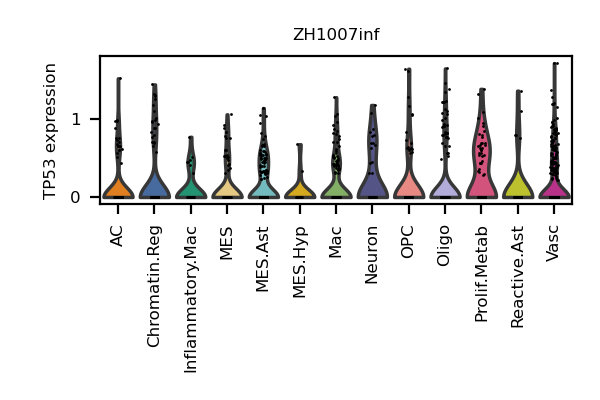 ZH1007inf
TP53 expression
1
0
AC
Chromatin.Reg
Inflammatory.Mac
MES
MES.Ast
MES.Hyp
Mac
Neuron
OPC
Oligo
Prolif.Metab
Reactive.Ast
Vasc